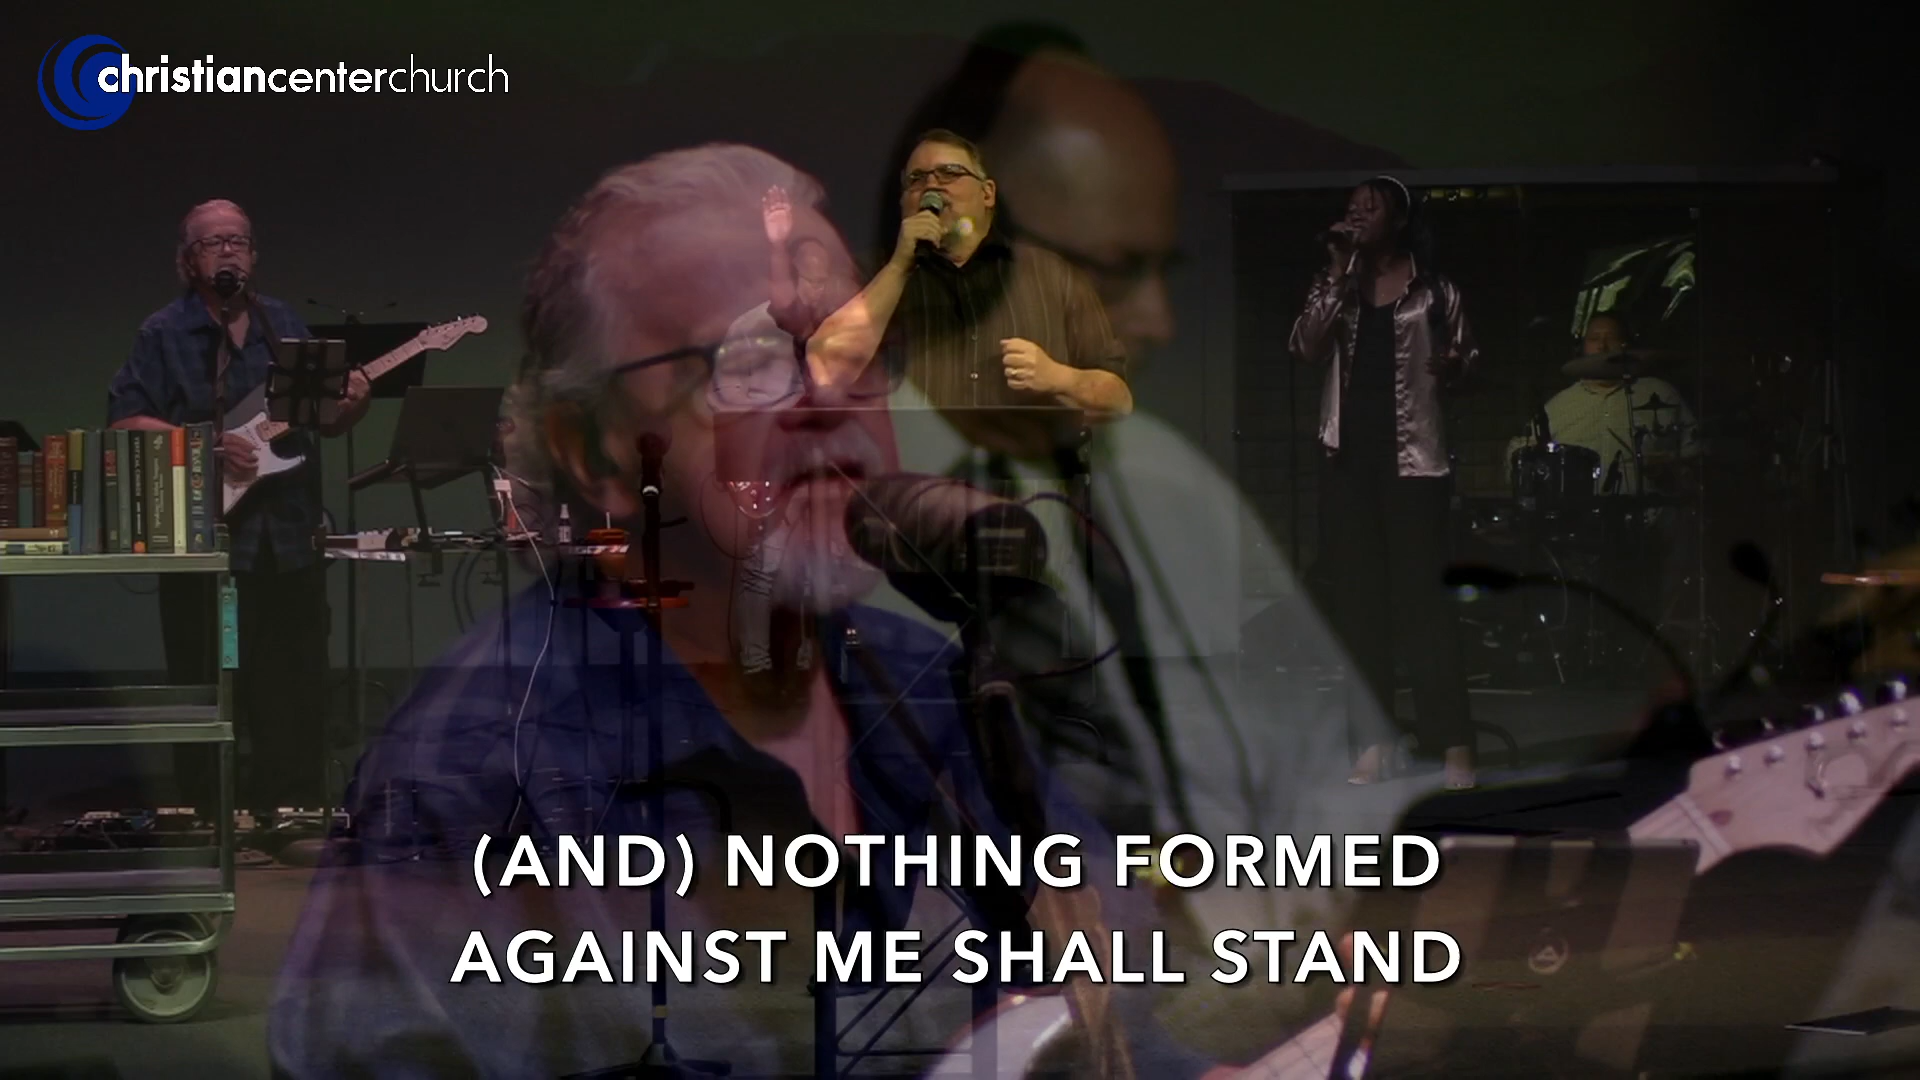 christiancenterchurch
(AND) NOTHING FORMED
AGAINST ME SHALL STAND